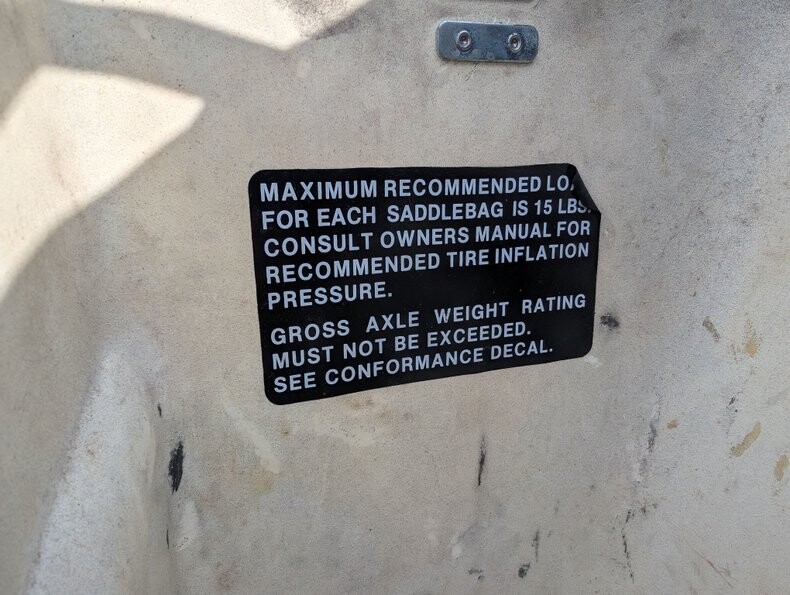 MAXIMUM RECOMMENDED LOA
FOR EACH SADDLEBAG IS 15 LBS.
CONSULT OWNERS MANUAL FOR
RECOMMENDED TIRE INFLATION
PRESSURE.
GROSS AXLE WEIGHT RATING
MUST NOT BE EXCEEDED.
SEE CONFORMANCE DECAL.